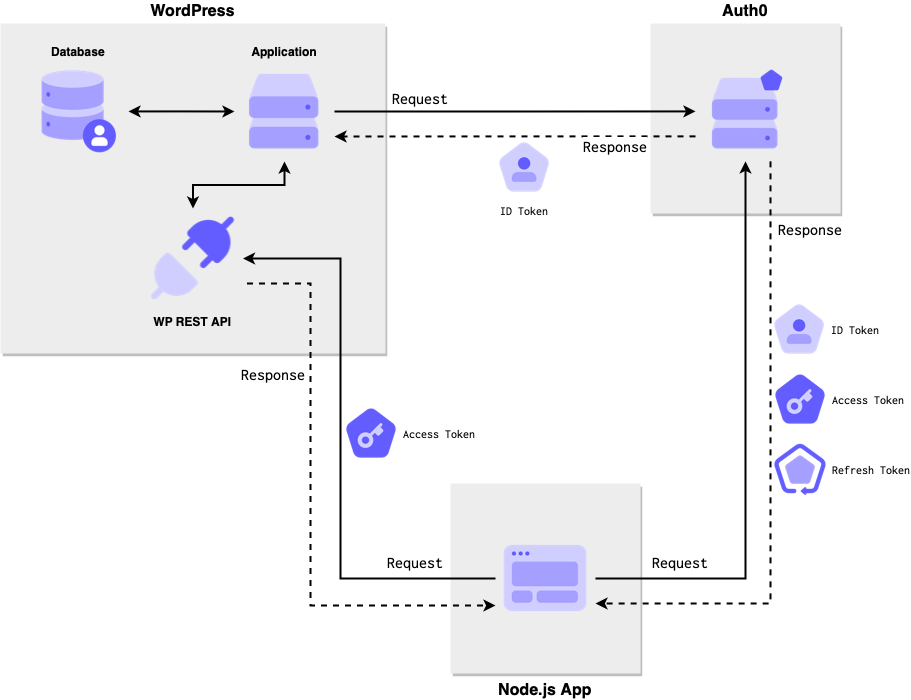 WordPress
Auth0
Database
Application
Request
Response
ID Token
Response
WP REST API
ID Token
Response
Access Token
Access Token
Refresh Token
Request
Request
Node.js App